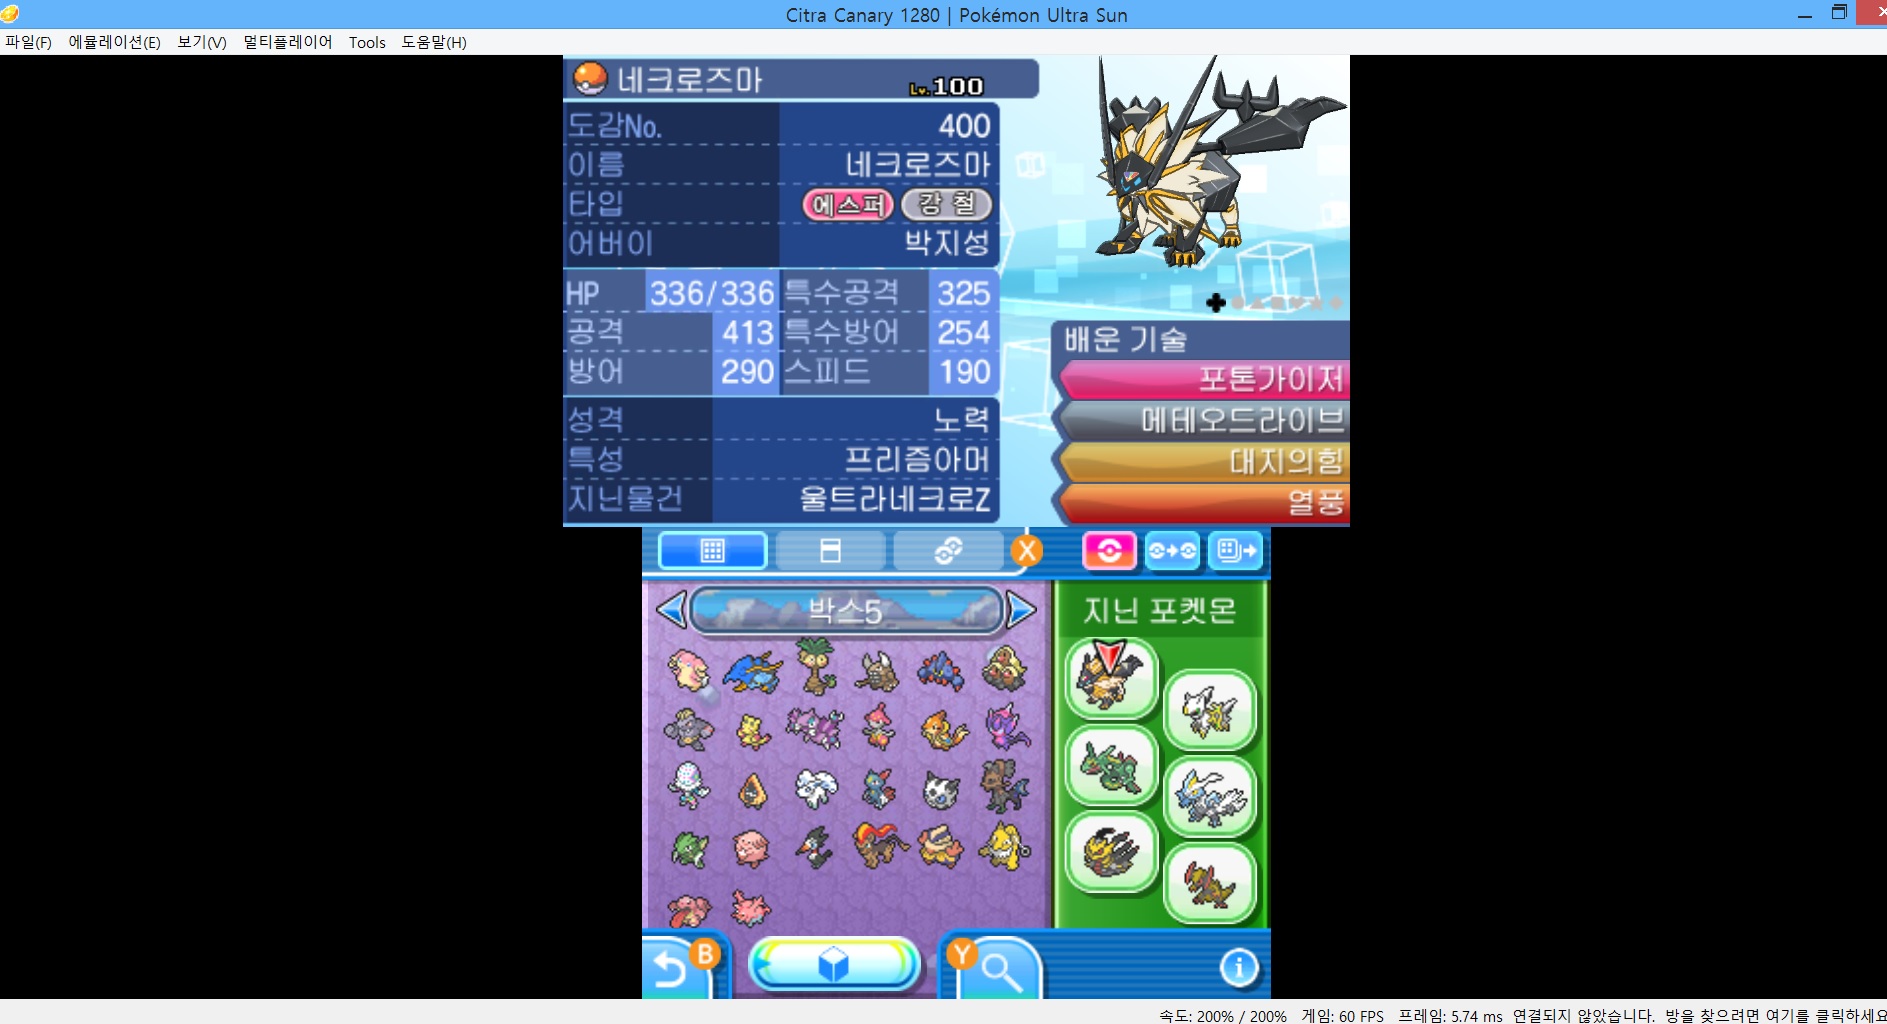 Citra Canary 1280 | Pokémon Ultra Sun
파일(F) 에뮬레이션(E) 보기(V) 멀티플레이어 Tools 도움말(H)
네크로즈마 Lv.100
도감No. 400
이름 네크로즈마
타입 에스퍼 강철
어버이 박지성
HP 336/336 특수공격 325
공격 413 특수방어 254
방어 290 스피드 190
성격 노력
특성 프리즘아머
지닌물건 울트라네크로Z
배운 기술
포톤가이저
메테오드라이브
대지의힘
열풍
X
박스5
지닌 포켓몬
B
Y
i
속도: 200% / 200% 게임: 60 FPS 프레임: 5.74 ms 연결되지 않았습니다. 방을 찾으려면 여기를 클릭하세요